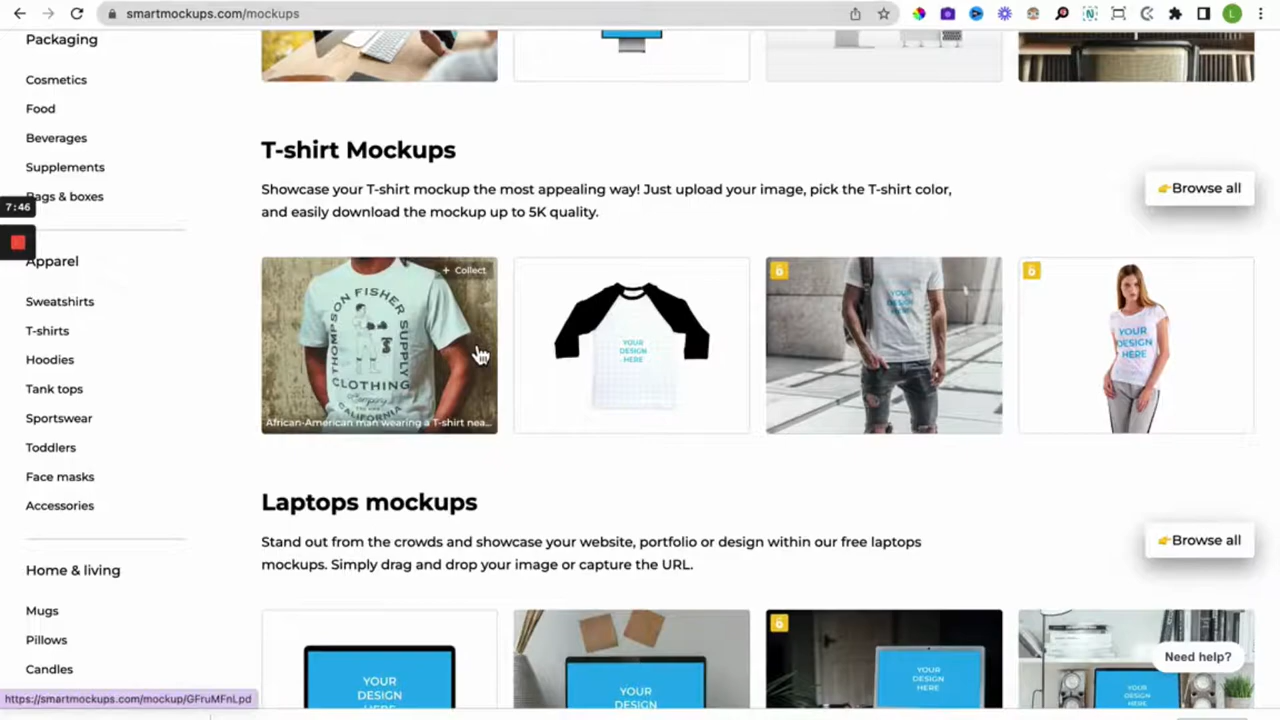 smartmockups.com/mockups
L
Packaging
Cosmetics
Food
Beverages
Supplements
Bags & boxes
7:46
Apparel
Sweatshirts
T-shirts
Hoodies
Tank tops
Sportswear
Toddlers
Face masks
Accessories
Home & living
Mugs
Pillows
Candles
T-shirt Mockups
Showcase your T-shirt mockup the most appealing way! Just upload your image, pick the T-shirt color,
and easily download the mockup up to 5K quality.
👉Browse all
+ Collect
THOMPSON FISHER SUPPLY
CLOTHING
Company
CALIFORNIA
African-American man wearing a T-shirt nea...
YOUR
DESIGN
HERE
YOUR
DESIGN
HERE
YOUR
DESIGN
HERE
Laptops mockups
Stand out from the crowds and showcase your website, portfolio or design within our free laptops
mockups. Simply drag and drop your image or capture the URL.
👉Browse all
YOUR
DESIGN
HERE
YOUR
DESIGN
YOUR
DESIGN
HERE
YOUR
DESIGN
Need help?
https://smartmockups.com/mockup/GFruMFnLpd